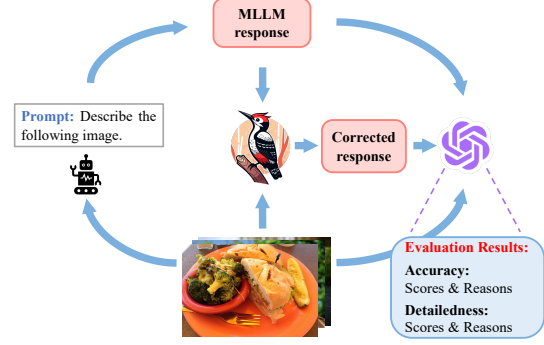 MLLM
response
Prompt: Describe the
following image.
Corrected
response
Evaluation Results:
Accuracy:
Scores & Reasons
Detailedness:
Scores & Reasons